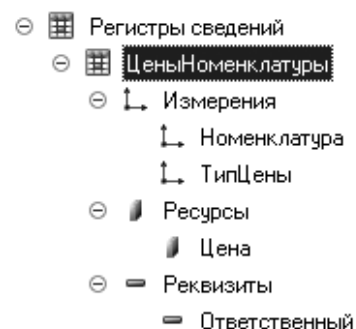 Регистры сведений
ЦеныНоменклатуры
Измерения
Номенклатура
ТипЦены
Ресурсы
Цена
Реквизиты
Ответственный